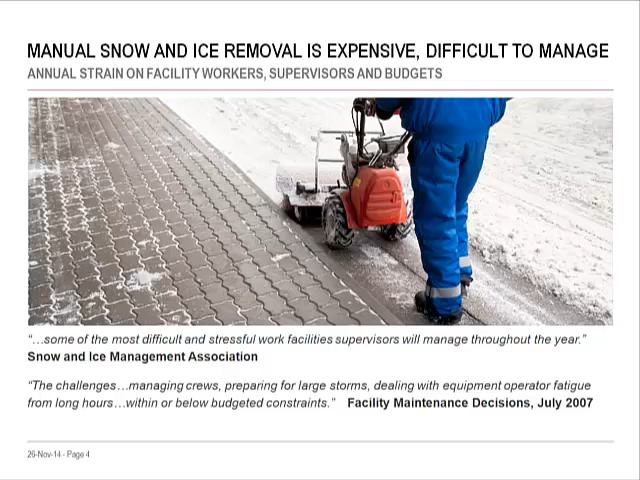 MANUAL SNOW AND ICE REMOVAL IS EXPENSIVE, DIFFICULT TO MANAGE
ANNUAL STRAIN ON FACILITY WORKERS, SUPERVISORS AND BUDGETS
“…some of the most difficult and stressful work facilities supervisors will manage throughout the year.”
Snow and Ice Management Association
“The challenges…managing crews, preparing for large storms, dealing with equipment operator fatigue
from long hours…within or below budgeted constraints.” Facility Maintenance Decisions, July 2007
26-Nov-14 - Page 4